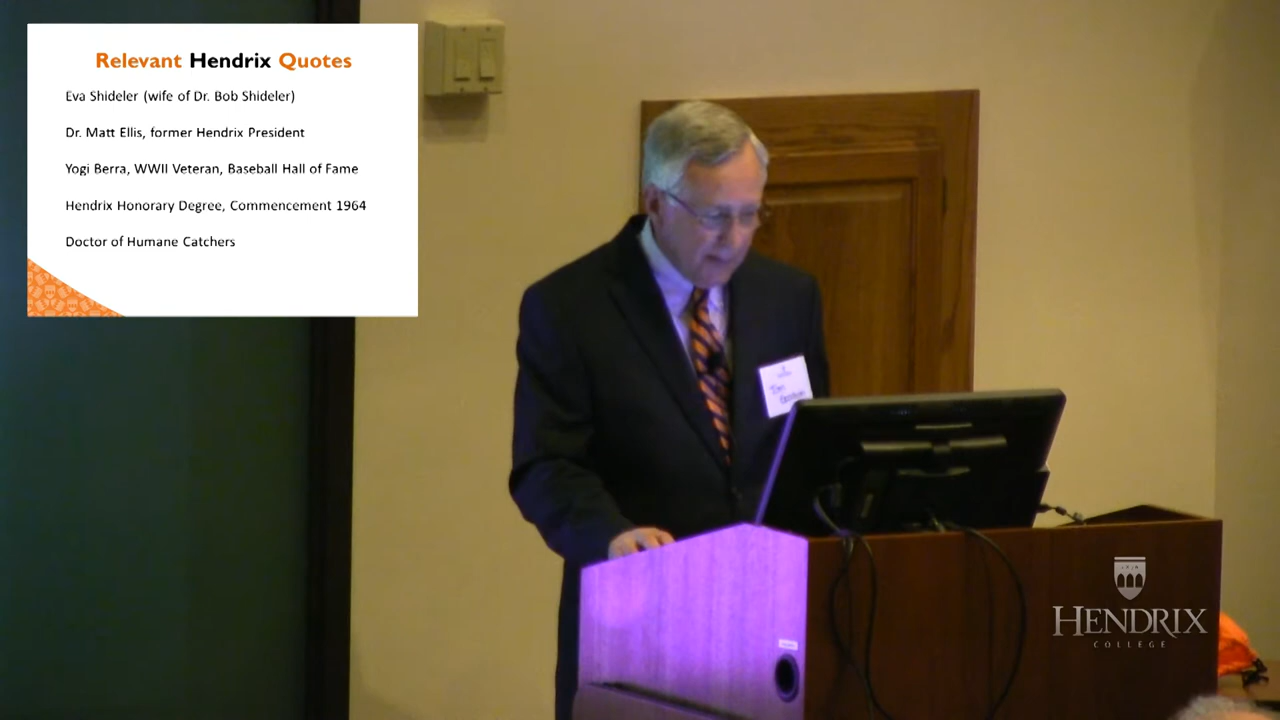 Relevant Hendrix Quotes
Eva Shideler (wife of Dr. Bob Shideler)
Dr. Matt Ellis, former Hendrix President
Yogi Berra, WWII Veteran, Baseball Hall of Fame
Hendrix Honorary Degree, Commencement 1964
Doctor of Humane Catchers
HENDRIX
COLLEGE